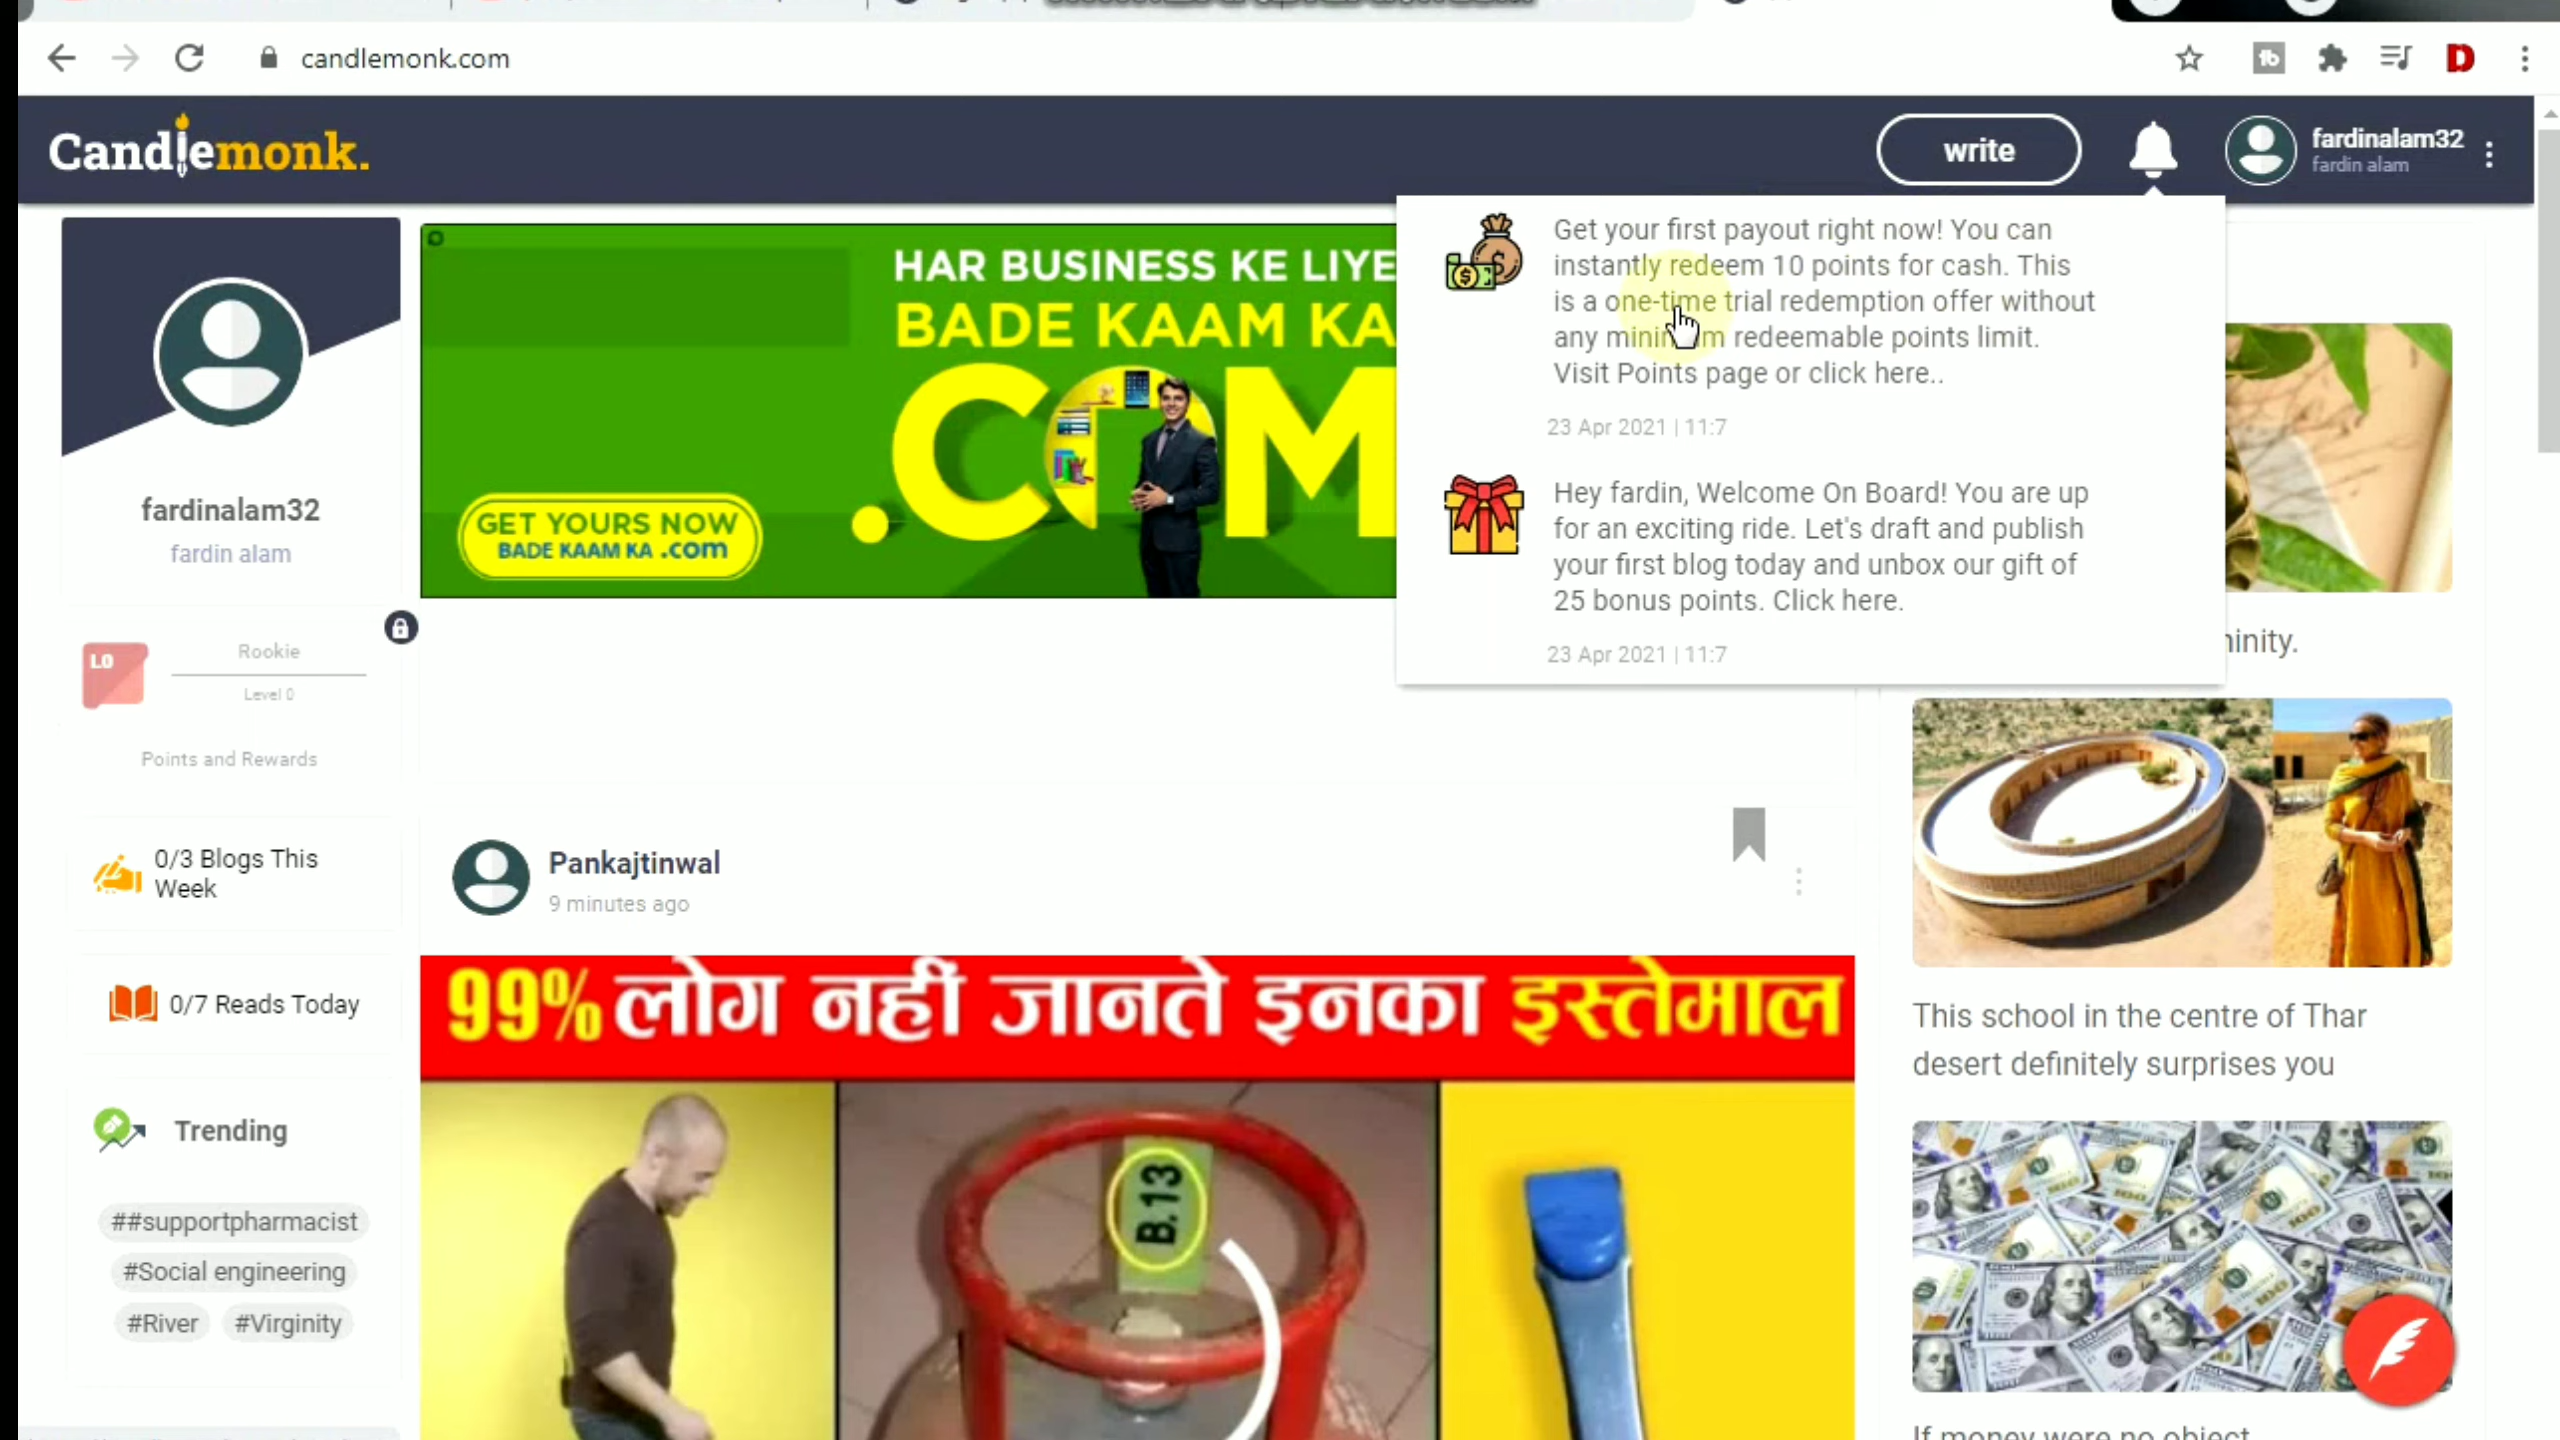 candlemonk.com
Candlemonk.
write
fardinalam32
fardin alam
Get your first payout right now! You can
instantly redeem 10 points for cash. This
is a one-time trial redemption offer without
any minimum redeemable points limit.
Visit Points page or click here..
23 Apr 2021 | 11:7
Hey fardin, Welcome On Board! You are up
for an exciting ride. Let's draft and publish
your first blog today and unbox our gift of
25 bonus points. Click here.
23 Apr 2021 | 11:7
HAR BUSINESS KE LIYE
BADE KAAM KA
.COM
GET YOURS NOW
BADE KAAM KA .com
fardinalam32
fardin alam
L0
Rookie
Level 0
Points and Rewards
0/3 Blogs This
Week
0/7 Reads Today
Trending
##supportpharmacist
#Social engineering
#River #Virginity
Pankajtinwal
9 minutes ago
99% लोग नहीं जानते इनका इस्तेमाल
B.13
This school in the centre of Thar
desert definitely surprises you
If money were no object